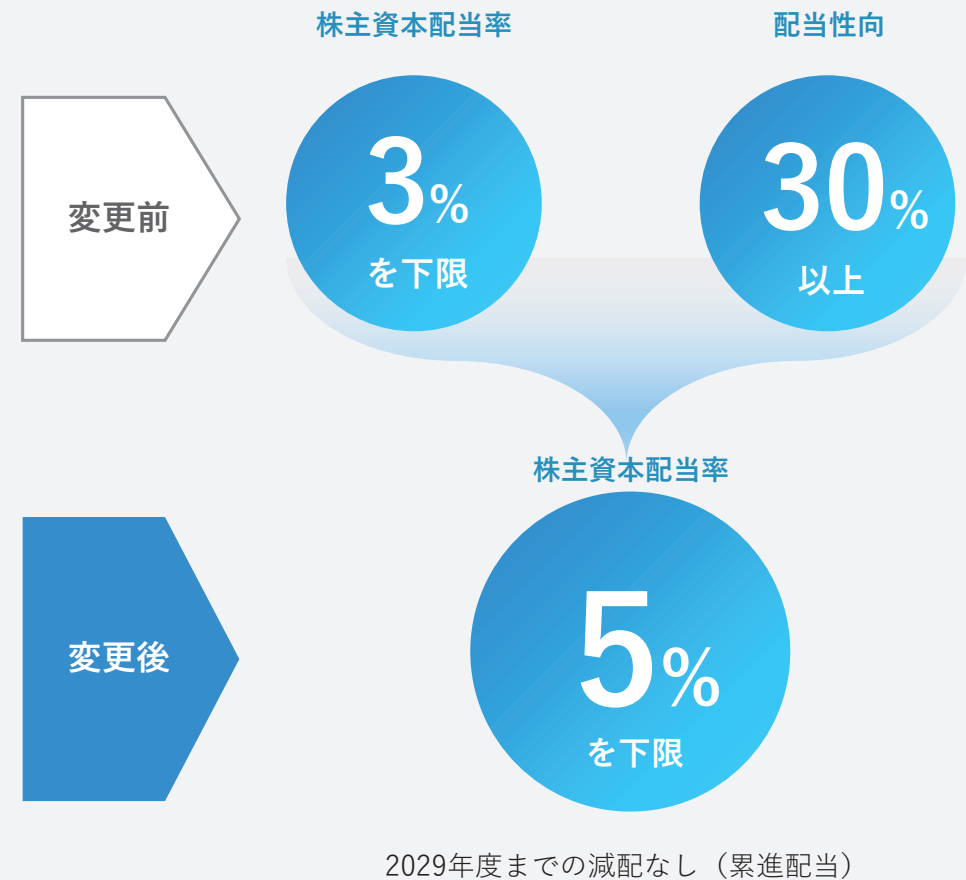 株主資本配当率
配当性向
変更前
3%
を下限
30%
以上
株主資本配当率
変更後
5%
を下限
2029年度までの減配なし（累進配当）